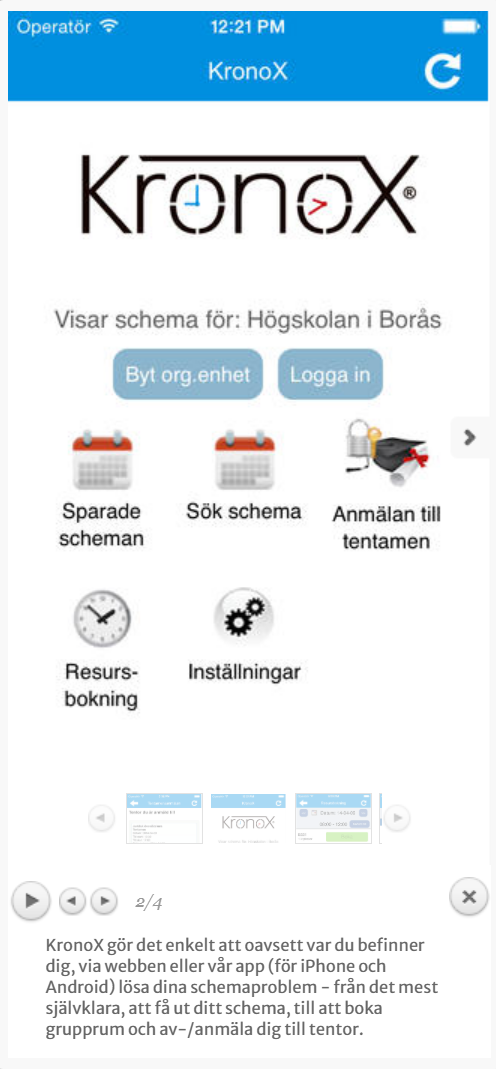 Operatör 12:21 PM
KronoX
KronoX®
Visar schema för: Högskolan i Borås
Byt org.enhet Logga in
Sparade scheman
Sök schema
Anmälan till tentamen
Resurs-
bokning
Inställningar
KronoX
2/4
KronoX gör det enkelt att oavsett var du befinner
dig, via webben eller vår app (för iPhone och
Android) lösa dina schemaproblem - från det mest
självklara, att få ut ditt schema, till att boka
grupprum och av-/anmäla dig till tentor.